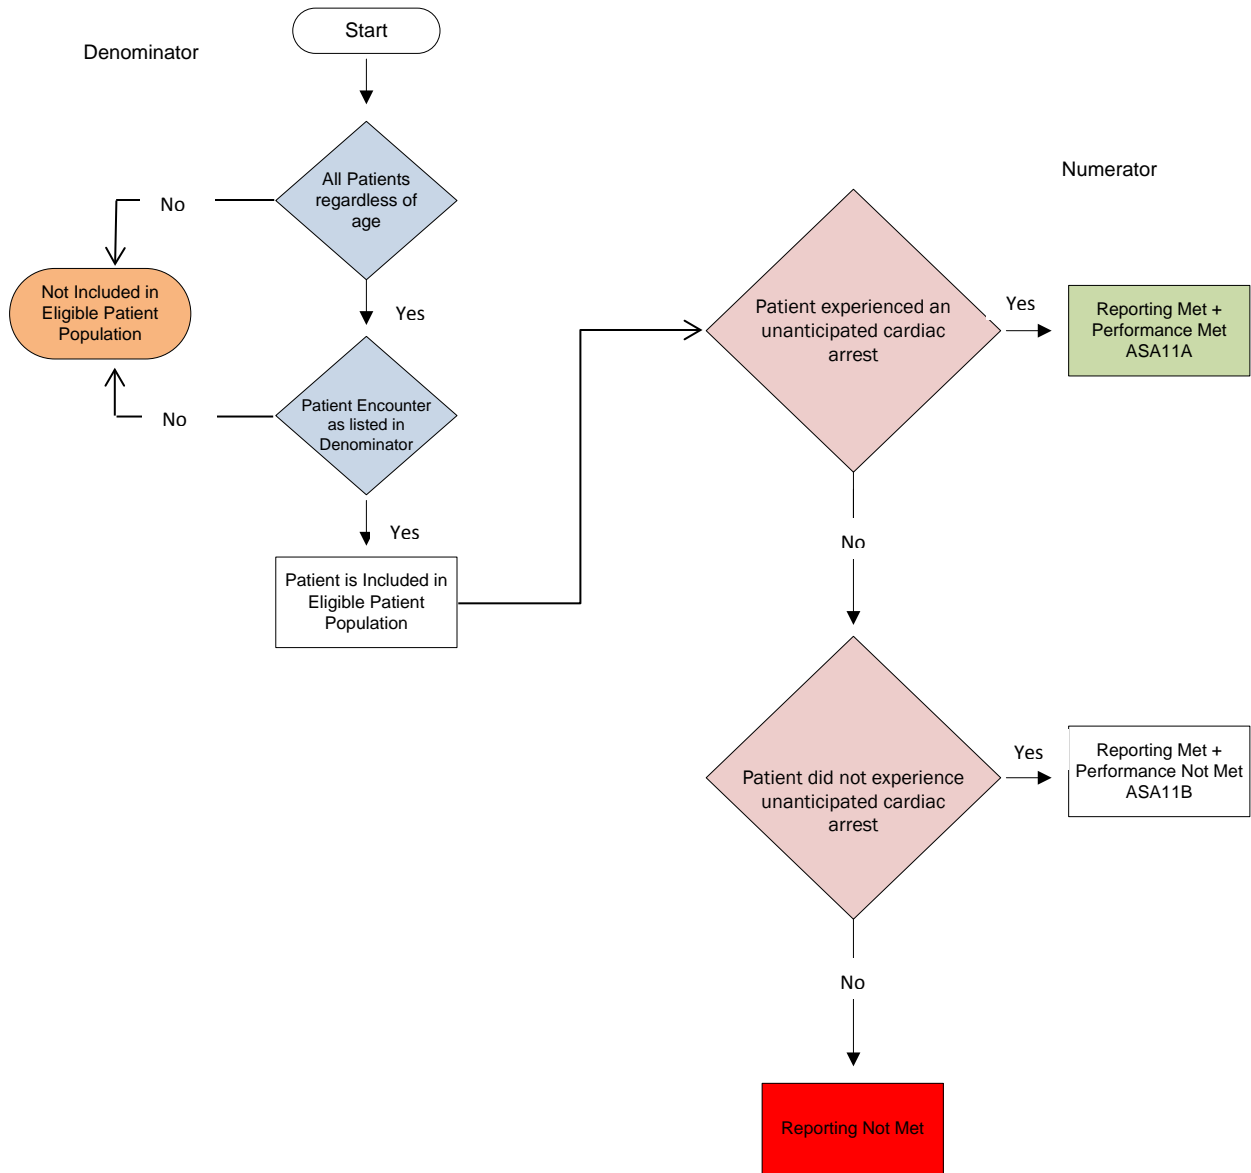 Start
Denominator
All Patients
regardless of
age
No
Not Included in
Eligible Patient
Population
Yes
Patient Encounter
as listed in
Denominator
No
Yes
Patient is Included in
Eligible Patient
Population
Numerator
Patient experienced an
unanticipated cardiac
arrest
Yes
Reporting Met +
Performance Met
ASA11A
No
Patient did not experience
unanticipated cardiac
arrest
Yes
Reporting Met +
Performance Not Met
ASA11B
No
Reporting Not Met